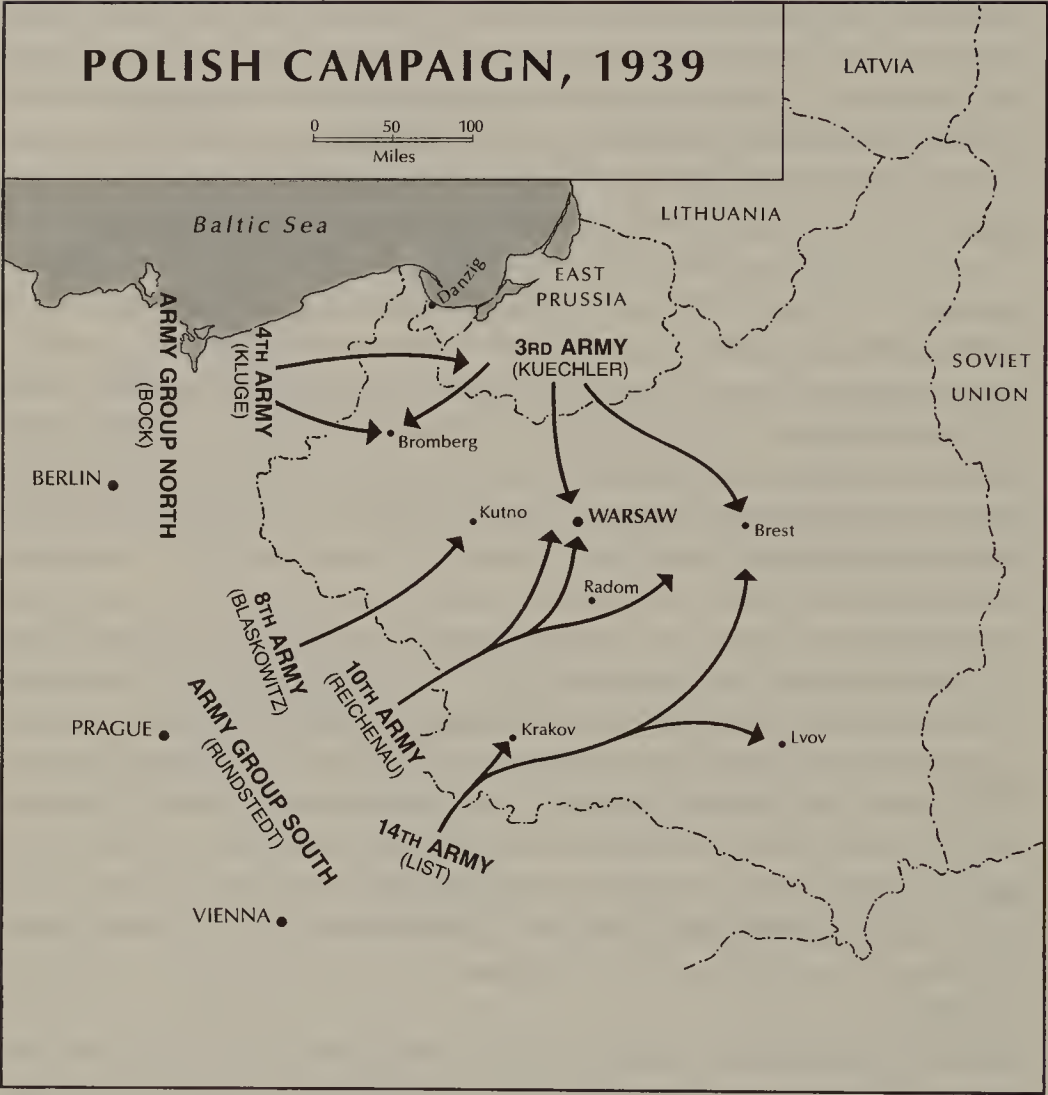 POLISH CAMPAIGN, 1939
0 50 100
Miles
LATVIA
LITHUANIA
Baltic Sea
Danzig
EAST
PRUSSIA
SOVIET
UNION
ARMY GROUP NORTH
(BOCK)
4TH ARMY
(KLUGE)
3RD ARMY
(KUECHLER)
Bromberg
BERLIN
Kutno
WARSAW
Brest
Radom
8TH ARMY
(BLASKOWITZ)
10TH ARMY
(REICHENAU)
PRAGUE
ARMY GROUP SOUTH
(RUNDSTEDT)
Krakov
Lvov
14TH ARMY
(LIST)
VIENNA